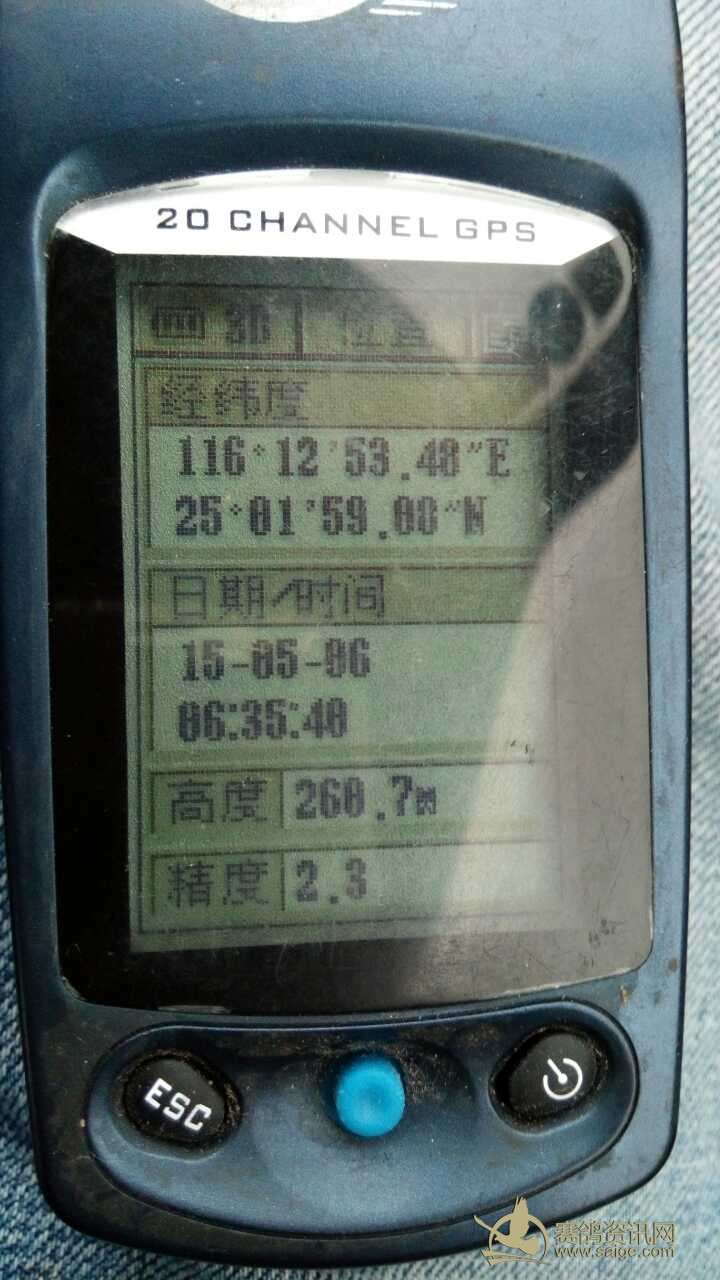 20 CHANNEL GPS
3D 位置
经纬度
116°12'53.48"E
25°01'59.08"N
日期/时间
15-05-06
06:35:40
高度 260.7m
精度 2.3
ESC
赛鸽资讯网
www.saige.com